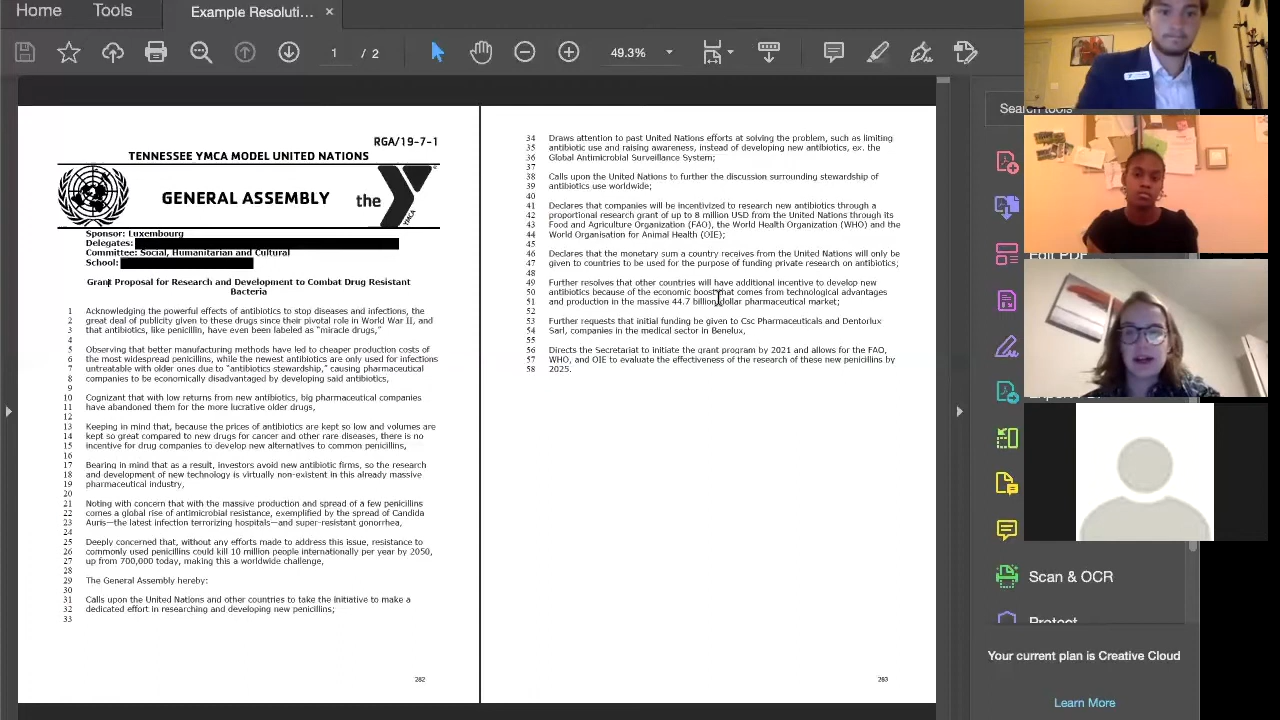 Home
Tools
Example Resoluti...
1
/ 2
49.3%
Search tools
RGA/19-7-1
TENNESSEE YMCA MODEL UNITED NATIONS
GENERAL ASSEMBLY
the
YMCA
Sponsor: Luxembourg
Delegates:
Committee: Social, Humanitarian and Cultural
School:
Grant Proposal for Research and Development to Combat Drug Resistant
Bacteria
1 Acknowledging the powerful effects of antibiotics to stop diseases and infections, the
2 great deal of publicity given to these drugs since their pivotal role in World War II, and
3 that antibiotics, like penicillin, have even been labeled as "miracle drugs,"
4
5 Observing that better manufacturing methods have led to cheaper production costs of
6 the most widespread penicillins, while the newest antibiotics are only used for infections
7 untreatable with older ones due to "antibiotics stewardship," causing pharmaceutical
8 companies to be economically disadvantaged by developing said antibiotics,
9
10 Cognizant that with low returns from new antibiotics, big pharmaceutical companies
11 have abandoned them for the more lucrative older drugs,
12
13 Keeping in mind that, because the prices of antibiotics are kept so low and volumes are
14 kept so great compared to new drugs for cancer and other rare diseases, there is no
15 incentive for drug companies to develop new alternatives to common penicillins,
16
17 Bearing in mind that as a result, investors avoid new antibiotic firms, so the research
18 and development of new technology is virtually non-existent in this already massive
19 pharmaceutical industry,
20
21 Noting with concern that with the massive production and spread of a few penicillins
22 comes a global rise of antimicrobial resistance, exemplified by the spread of Candida
23 Auris—the latest infection terrorizing hospitals—and super-resistant gonorrhea,
24
25 Deeply concerned that, without any efforts made to address this issue, resistance to
26 commonly used penicillins could kill 10 million people internationally per year by 2050,
27 up from 700,000 today, making this a worldwide challenge,
28
29 The General Assembly hereby:
30
31 Calls upon the United Nations and other countries to take the initiative to make a
32 dedicated effort in researching and developing new penicillins;
33
282
34 Draws attention to past United Nations efforts at solving the problem, such as limiting
35 antibiotic use and raising awareness, instead of developing new antibiotics, ex. the
36 Global Antimicrobial Surveillance System;
37
38 Calls upon the United Nations to further the discussion surrounding stewardship of
39 antibiotics use worldwide;
40
41 Declares that companies will be incentivized to research new antibiotics through a
42 proportional research grant of up to 8 million USD from the United Nations through its
43 Food and Agriculture Organization (FAO), the World Health Organization (WHO) and the
44 World Organisation for Animal Health (OIE);
45
46 Declares that the monetary sum a country receives from the United Nations will only be
47 given to countries to be used for the purpose of funding private research on antibiotics;
48
49 Further resolves that other countries will have additional incentive to develop new
50 antibiotics because of the economic boost that comes from technological advantages
51 and production in the massive 44.7 billion dollar pharmaceutical market;
52
53 Further requests that initial funding be given to Csc Pharmaceuticals and Dentorlux
54 Sarl, companies in the medical sector in Benelux,
55
56 Directs the Secretariat to initiate the grant program by 2021 and allows for the FAO,
57 WHO, and OIE to evaluate the effectiveness of the research of these new penicillins by
58 2025.
283
Edit PDF
Scan & OCR
Protect
Your current plan is Creative Cloud
Learn More